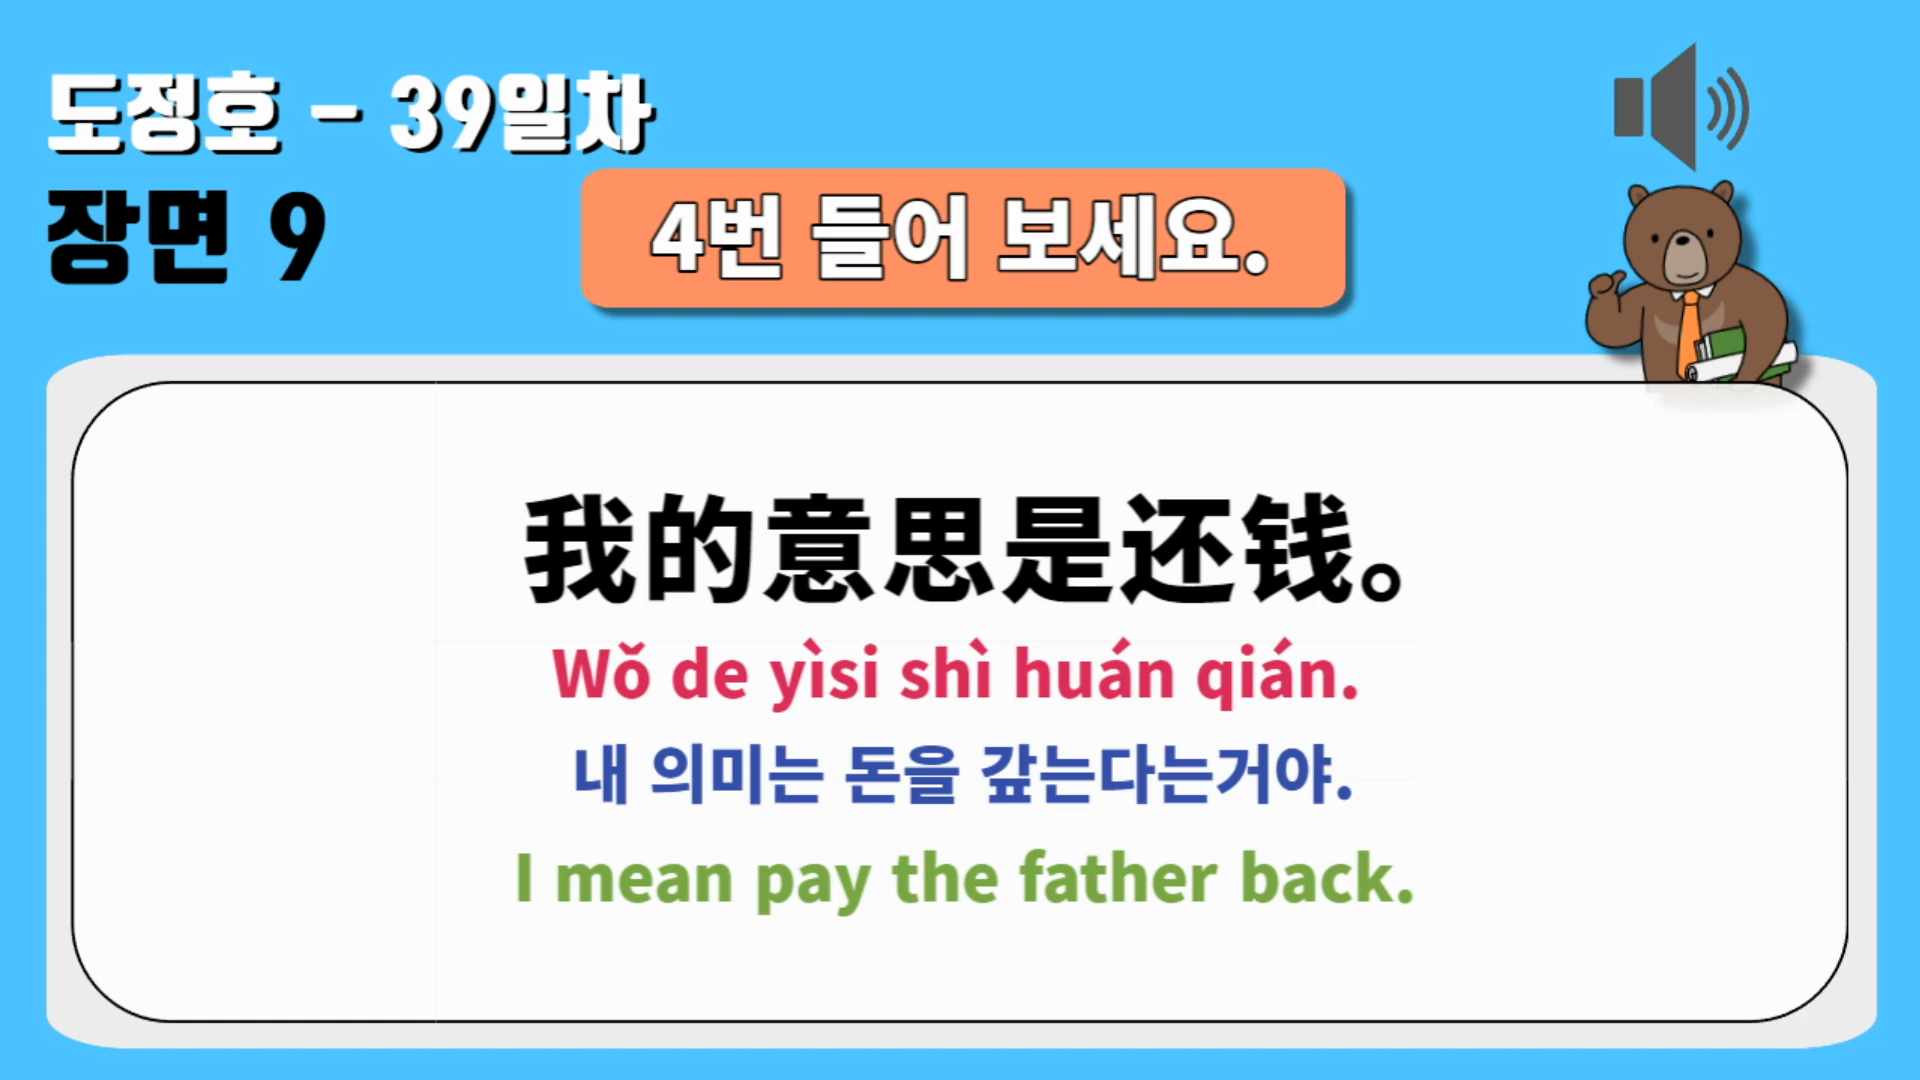 도정호 - 39일차
장면 9
4번 들어 보세요.
我的意思是还钱。
Wǒ de yìsi shì huán qián.
내 의미는 돈을 갚는다는거야.
I mean pay the father back.